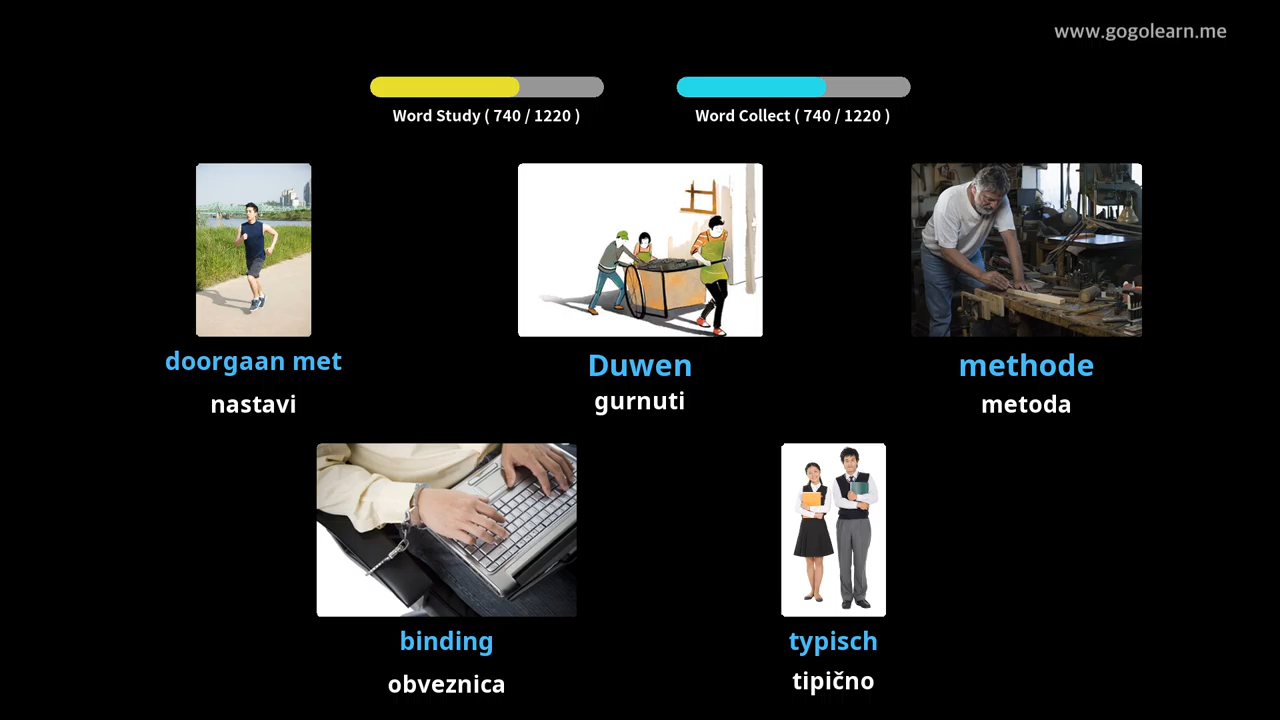 www.gogolearn.me
Word Study ( 740 / 1220 )
Word Collect ( 740 / 1220 )
doorgaan met
nastavi
Duwen
gurnuti
methode
metoda
binding
obveznica
typisch
tipično